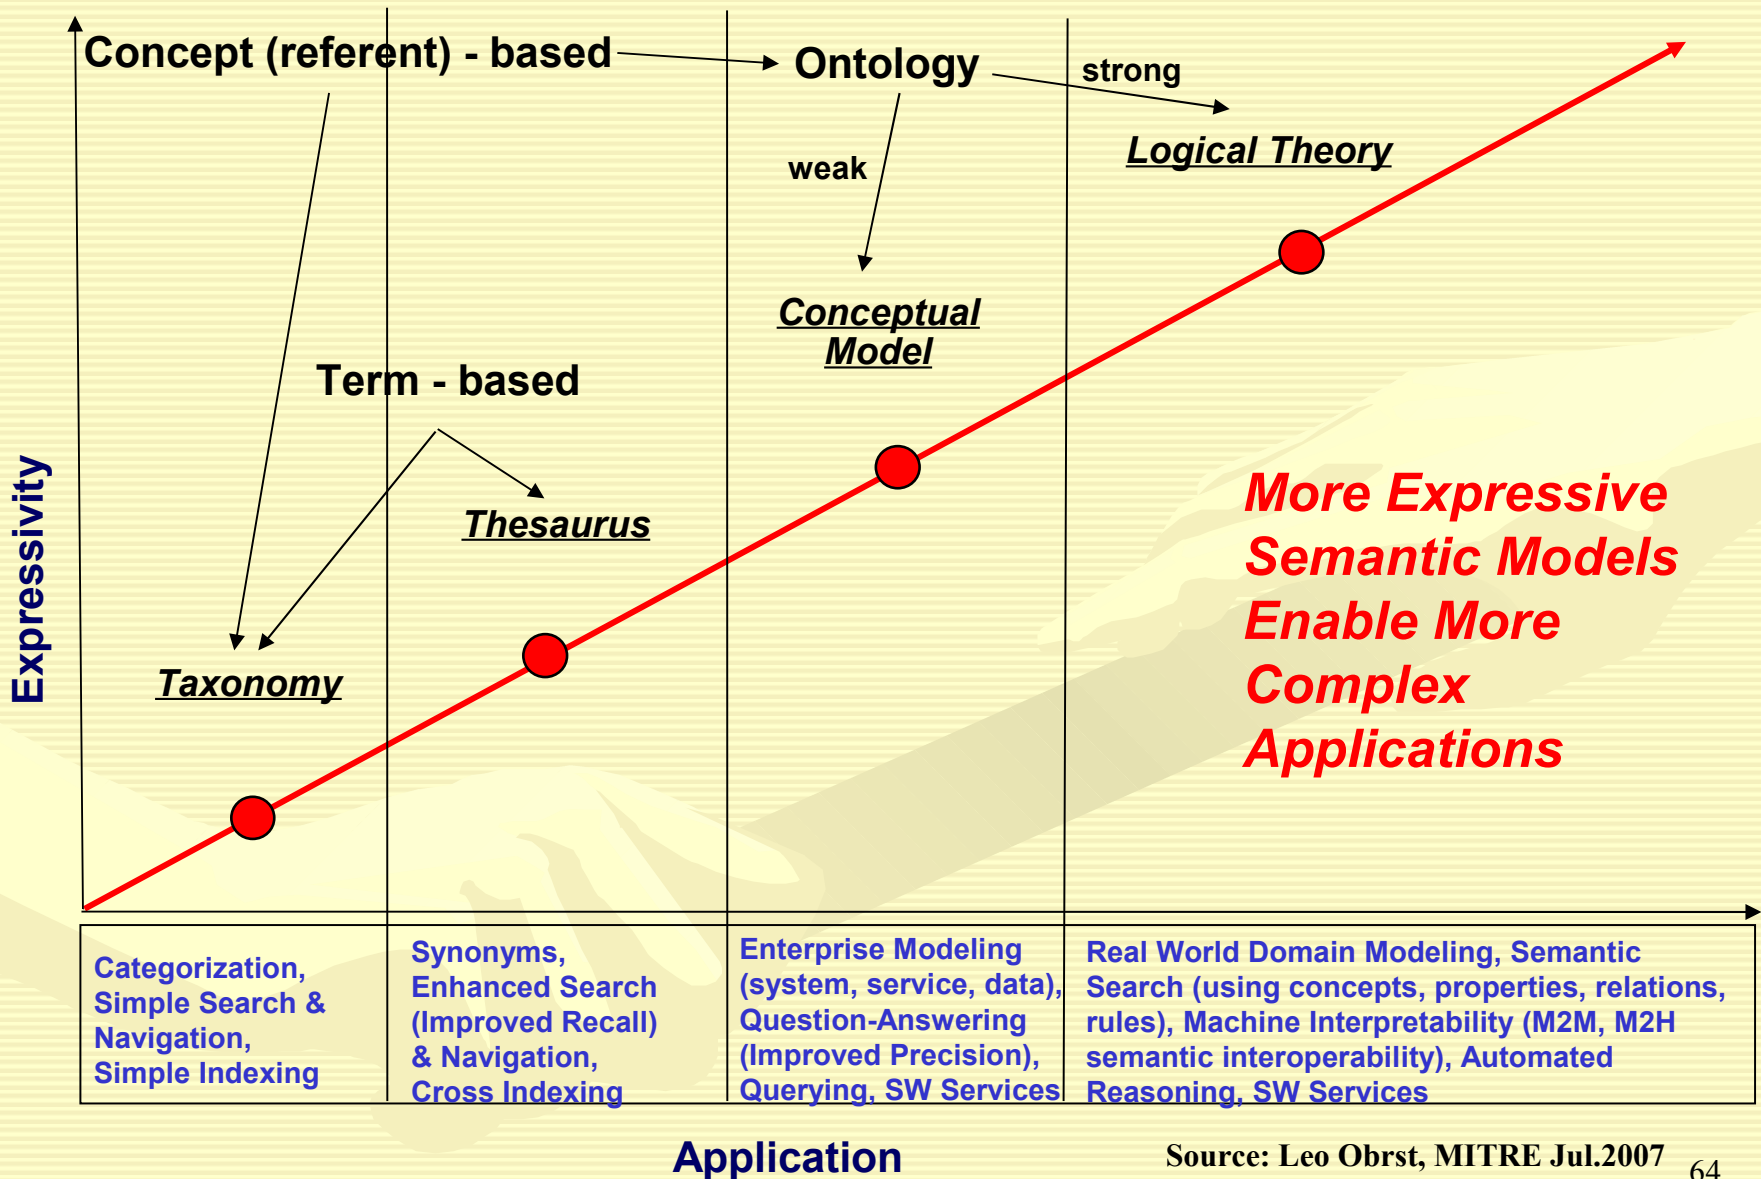 Concept (referent) - based
Ontology
strong
Logical Theory
weak
Conceptual
Model
Term - based
Thesaurus
Taxonomy
Expressivity
More Expressive
Semantic Models
Enable More
Complex
Applications
Categorization,
Simple Search &
Navigation,
Simple Indexing
Synonyms,
Enhanced Search
(Improved Recall)
& Navigation,
Cross Indexing
Enterprise Modeling
(system, service, data),
Question-Answering
(Improved Precision),
Querying, SW Services
Real World Domain Modeling, Semantic
Search (using concepts, properties, relations,
rules), Machine Interpretability (M2M, M2H
semantic interoperability), Automated
Reasoning, SW Services
Application
Source: Leo Obrst, MITRE Jul.2007
64